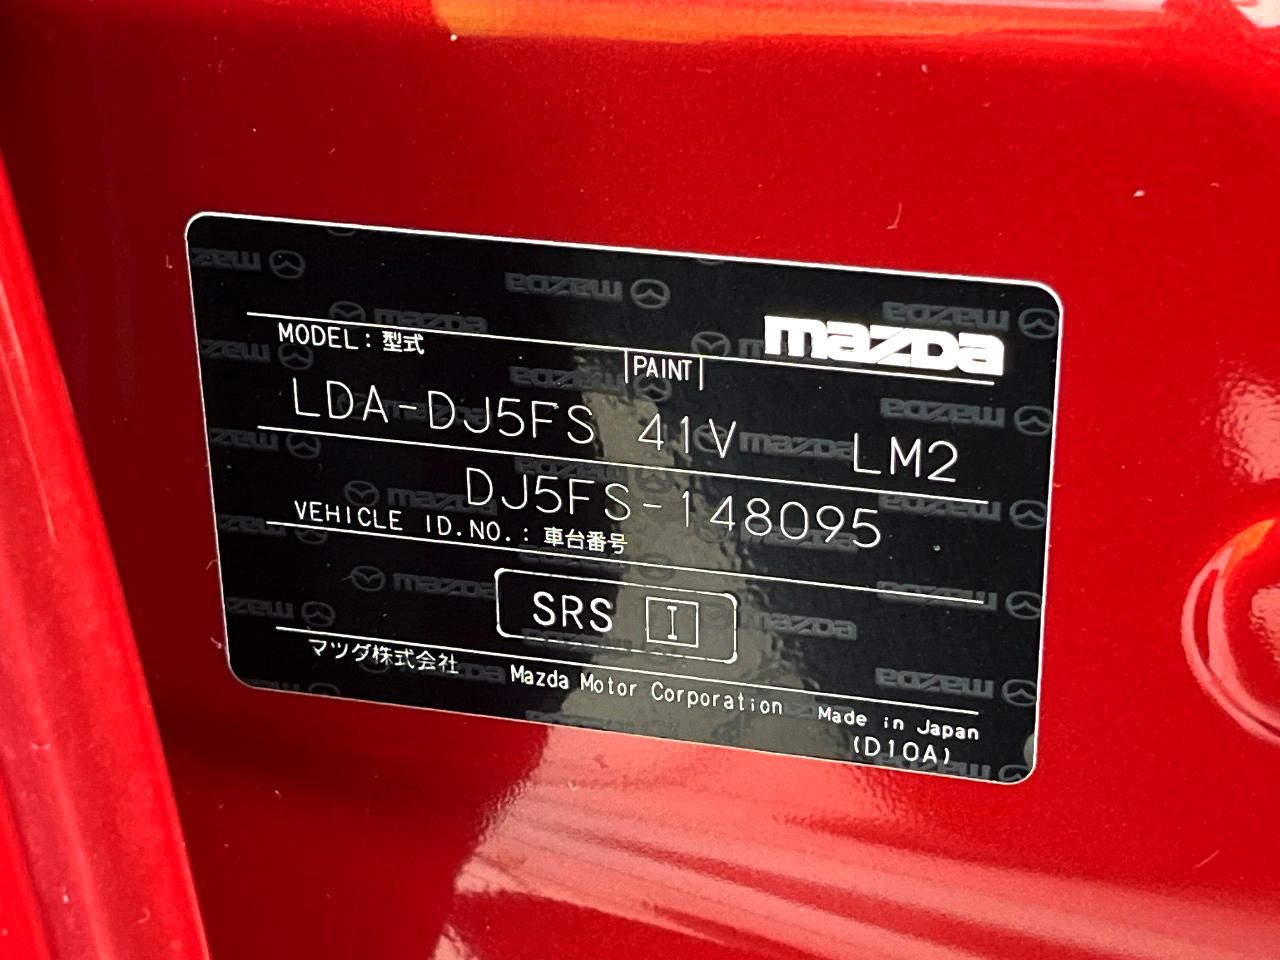 mazda
MODEL : 型式
PAINT
LDA-DJ5FS 41V LM2
DJ5FS-148095
VEHICLE ID.NO. : 車台番号
SRS I
マツダ株式会社 Mazda Motor Corporation Made in Japan
(D10A)